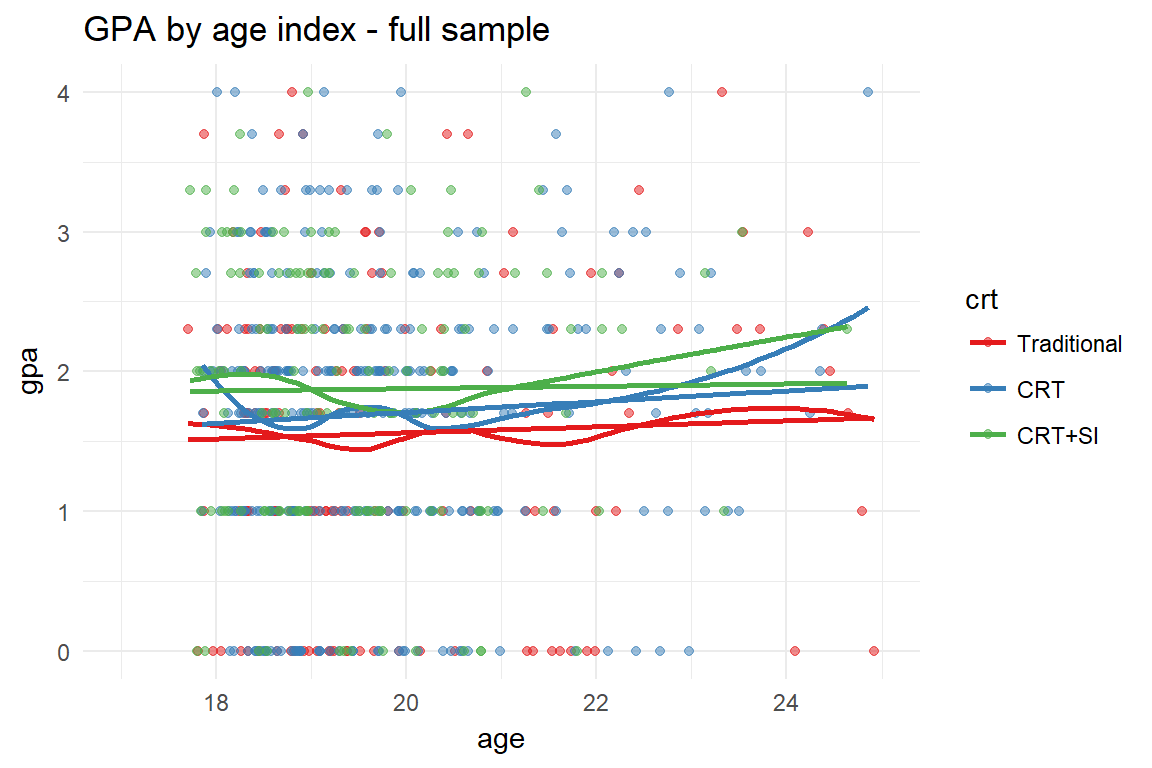 GPA by age index - full sample
4
3
2
1
0
gpa
18 20 22 24
age
crt
Traditional
CRT
CRT+SI